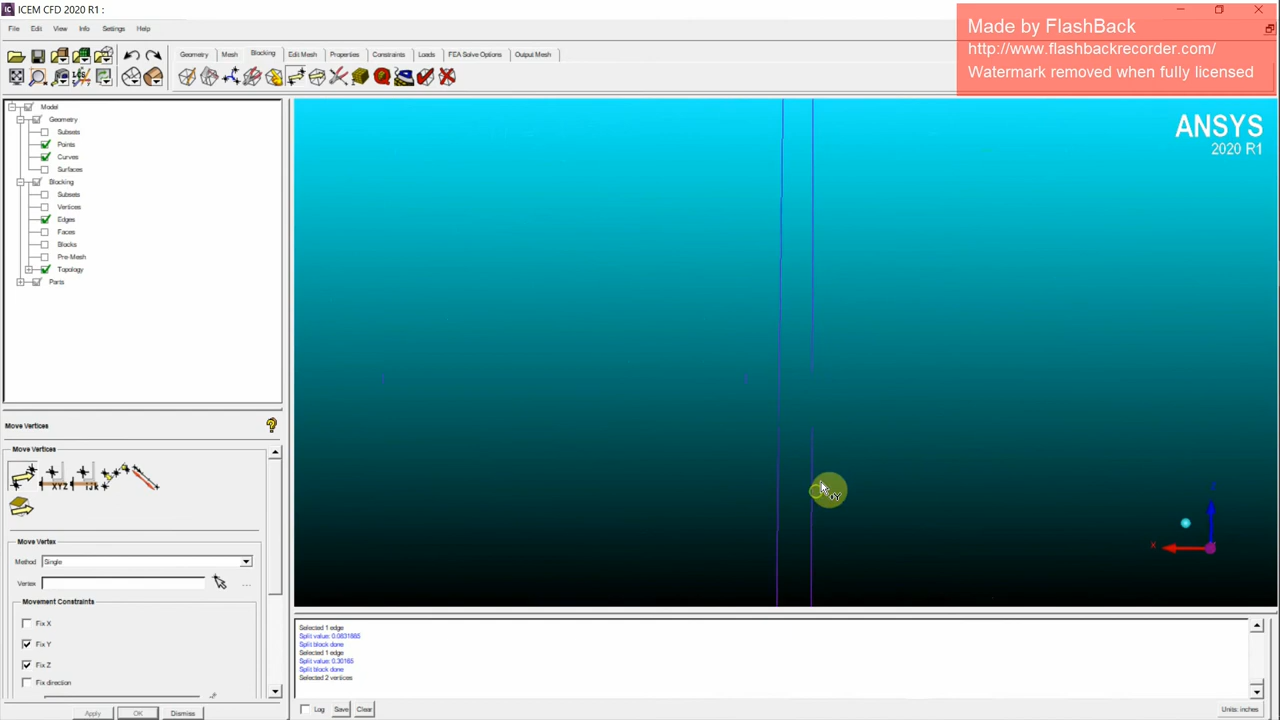 ICEM CFD 2020 R1 :
Made by FlashBack
http://www.flashbackrecorder.com/
Watermark removed when fully licensed
File Edit View Info Settings Help
Geometry Mesh Blocking Edit Mesh Properties Constraints Loads FEA Solve Options Output Mesh
Model
Geometry
Subsets
Points
Curves
Surfaces
Blocking
Subsets
Vertices
Edges
Faces
Blocks
Pre-Mesh
Topology
Parts
ANSYS
2020 R1
Move Vertices
Move Vertices
Move Vertex
Method Single
Vertex
Movement Constraints
Fix X
Fix Y
Fix Z
Fix direction
Apply OK Dismiss
X
Selected 1 edge
Split value: 0.0831665
Split block done
Selected 1 edge
Split value: 0.30165
Split block done
Selected 2 vertices
Log Save Clear
Units: inches